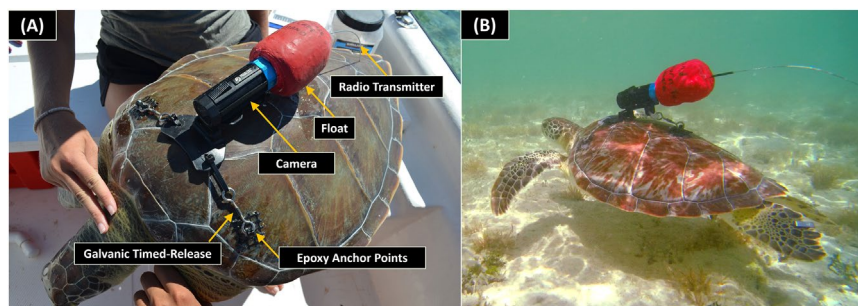 (A)
Radio Transmitter
Float
Camera
Galvanic Timed-Release
Epoxy Anchor Points
(B)